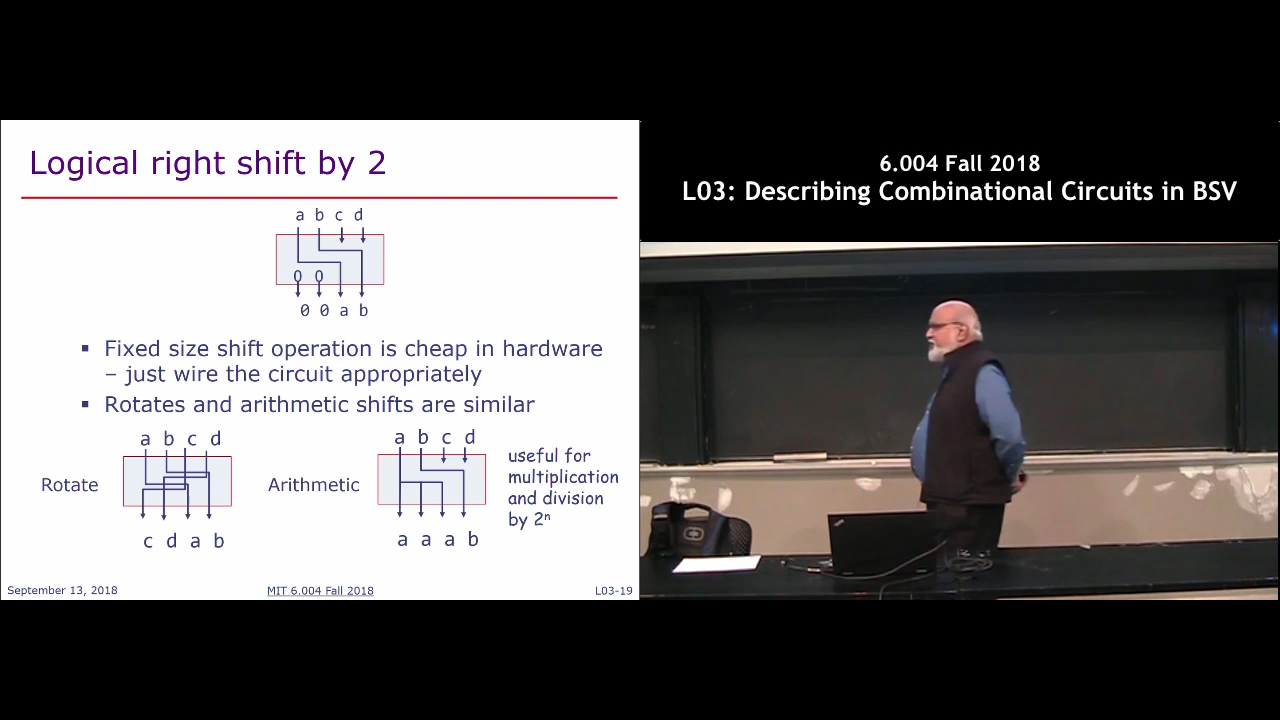 Logical right shift by 2
a b c d
0 0
0 0 a b
▪ Fixed size shift operation is cheap in hardware
– just wire the circuit appropriately
▪ Rotates and arithmetic shifts are similar
a b c d
Rotate
c d a b
a b c d
Arithmetic
a a a b
useful for
multiplication
and division
by 2ⁿ
September 13, 2018
MIT 6.004 Fall 2018
L03-19
6.004 Fall 2018
L03: Describing Combinational Circuits in BSV